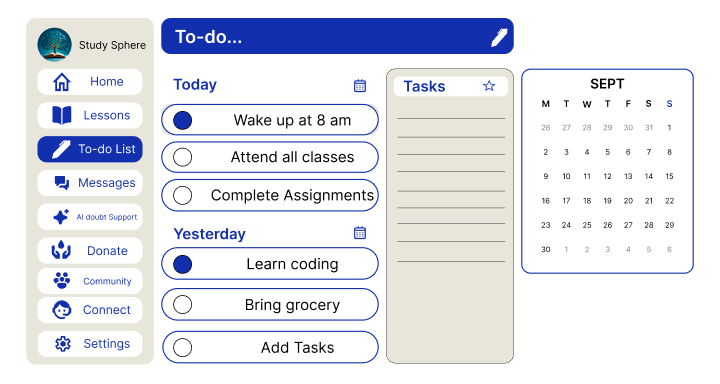 Study Sphere
Home
Lessons
To-do List
Messages
AI doubt Support
Donate
Community
Connect
Settings
To-do...
Today
Wake up at 8 am
Attend all classes
Complete Assignments
Yesterday
Learn coding
Bring grocery
Add Tasks
Tasks
SEPT
M T W T F S S
26 27 28 29 30 31 1
2 3 4 5 6 7 8
9 10 11 12 13 14 15
16 17 18 19 20 21 22
23 24 25 26 27 28 29
30 1 2 3 4 5 6